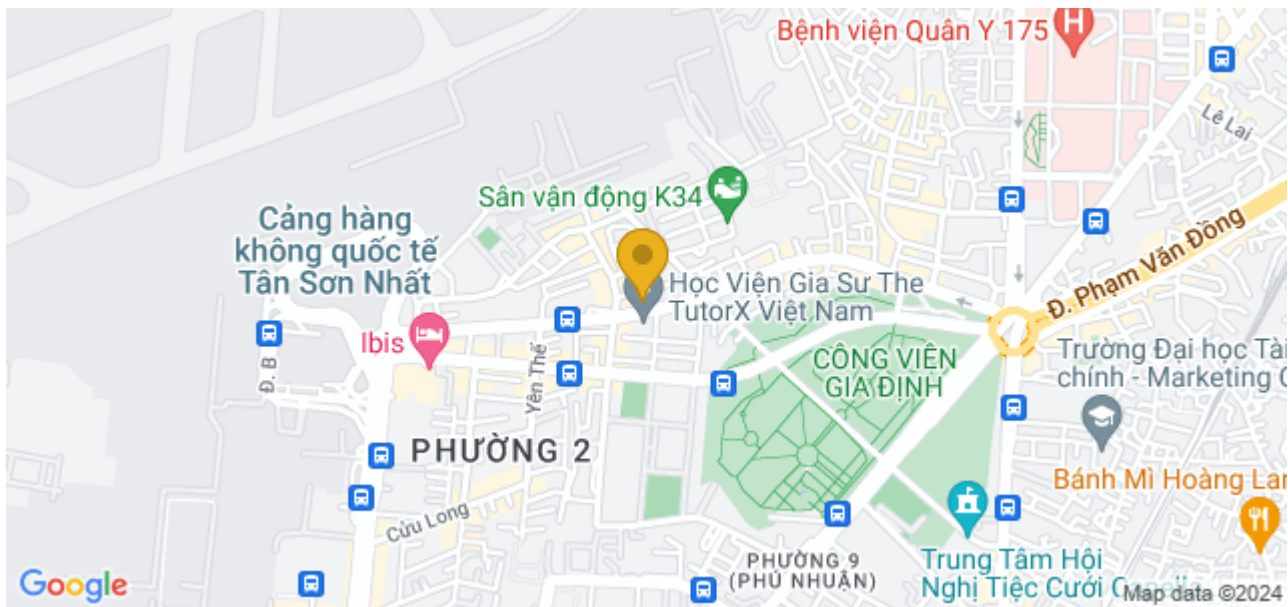 Bệnh viện Quân Y 175
Lê Lai
Sân vận động K34
Cảng hàng
không quốc tế
Tân Sơn Nhất
Đ. Phạm Văn Đồng
Học Viện Gia Sư The
TutorX Việt Nam
Ibis
Đ. B
Yên Thế
CÔNG VIÊN
GIA ĐỊNH
Trường Đại học Tài
chính - Marketing C
PHƯỜNG 2
Bánh Mì Hoàng Lan
Cửu Long
PHƯỜNG 9
(PHÚ NHUẬN)
Trung Tâm Hội
Nghị Tiệc Cưới
Google
Map data ©2024